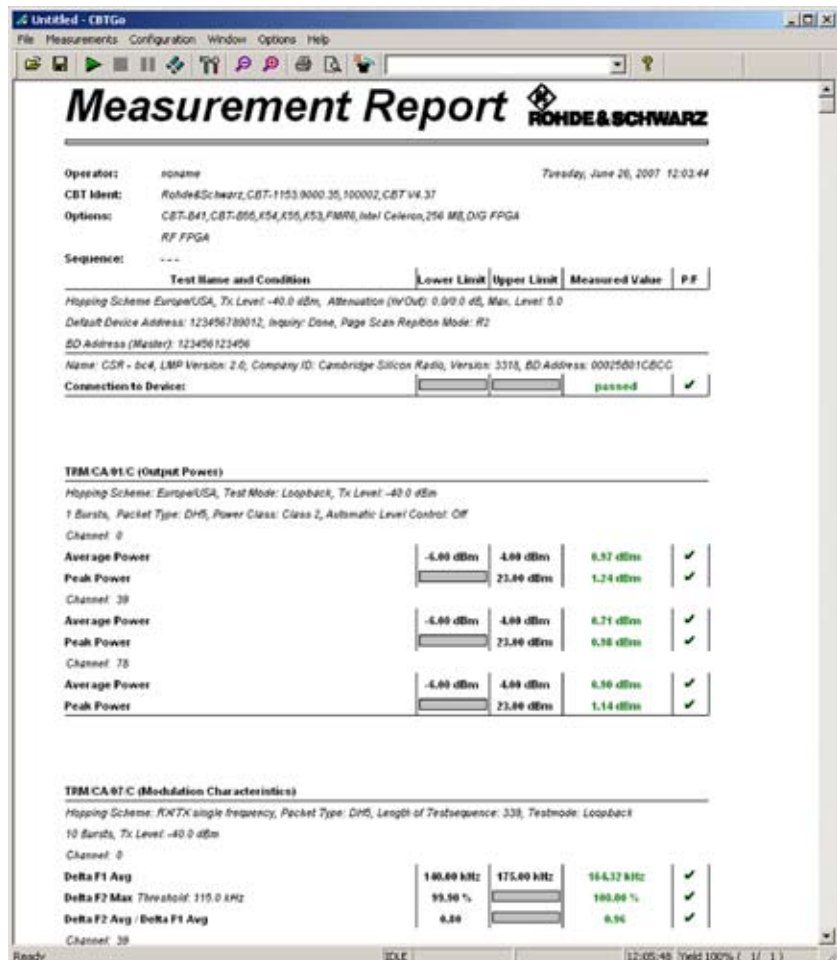 Untitled - CBTGo
File Measurements Configuration Window Options Help
Measurement Report ROHDE&SCHWARZ
Operator: noname Tuesday, June 26, 2007 12:03:44
CBT Ident: Rohde&Schwarz,CBT-1153.9000.35,100002,CBT V4.37
Options: CBT-B41,CBT-B55,K54,K55,K53,FMR6,Intel Celeron,256 MB,DIG FPGA
RF FPGA
Sequence: - - -
Test Name and Condition Lower Limit Upper Limit Measured Value P/F
Hopping Scheme Europe/USA, Tx Level: -40.0 dBm, Attenuation (In/Out): 0.0/0.0 dB, Max. Level: 5.0
Default Device Address: 123456789012, Inquiry: Done, Page Scan Repition Mode: R2
BD Address (Master): 123456123456
Name: CSR - bc4, LMP Version: 2.0, Company ID: Cambridge Silicon Radio, Version: 3318, BD Address: 00025B01CBCC
Connection to Device: passed ✔
TRM/CA/01/C (Output Power)
Hopping Scheme: Europe/USA, Test Mode: Loopback, Tx Level: -40.0 dBm
1 Bursts, Packet Type: DH5, Power Class: Class 2, Automatic Level Control: Off
Channel: 0
Average Power -6.00 dBm 4.00 dBm 0.97 dBm ✔
Peak Power 23.00 dBm 1.24 dBm ✔
Channel: 39
Average Power -6.00 dBm 4.00 dBm 0.71 dBm ✔
Peak Power 23.00 dBm 0.98 dBm ✔
Channel: 78
Average Power -6.00 dBm 4.00 dBm 0.90 dBm ✔
Peak Power 23.00 dBm 1.14 dBm ✔
TRM/CA/07/C (Modulation Characteristics)
Hopping Scheme: RX/TX single frequency, Packet Type: DH5, Length of Testsequence: 339, Testmode: Loopback
10 Bursts, Tx Level: -40.0 dBm
Channel: 0
Delta F1 Avg 140.00 kHz 175.00 kHz 164.32 kHz ✔
Delta F2 Max Threshold: 115.0 kHz 99.90 % 100.00 % ✔
Delta F2 Avg / Delta F1 Avg 0.80 0.96 ✔
Channel: 39
Ready IDLE 12:05:48 Yield 100% ( 1/ 1 )